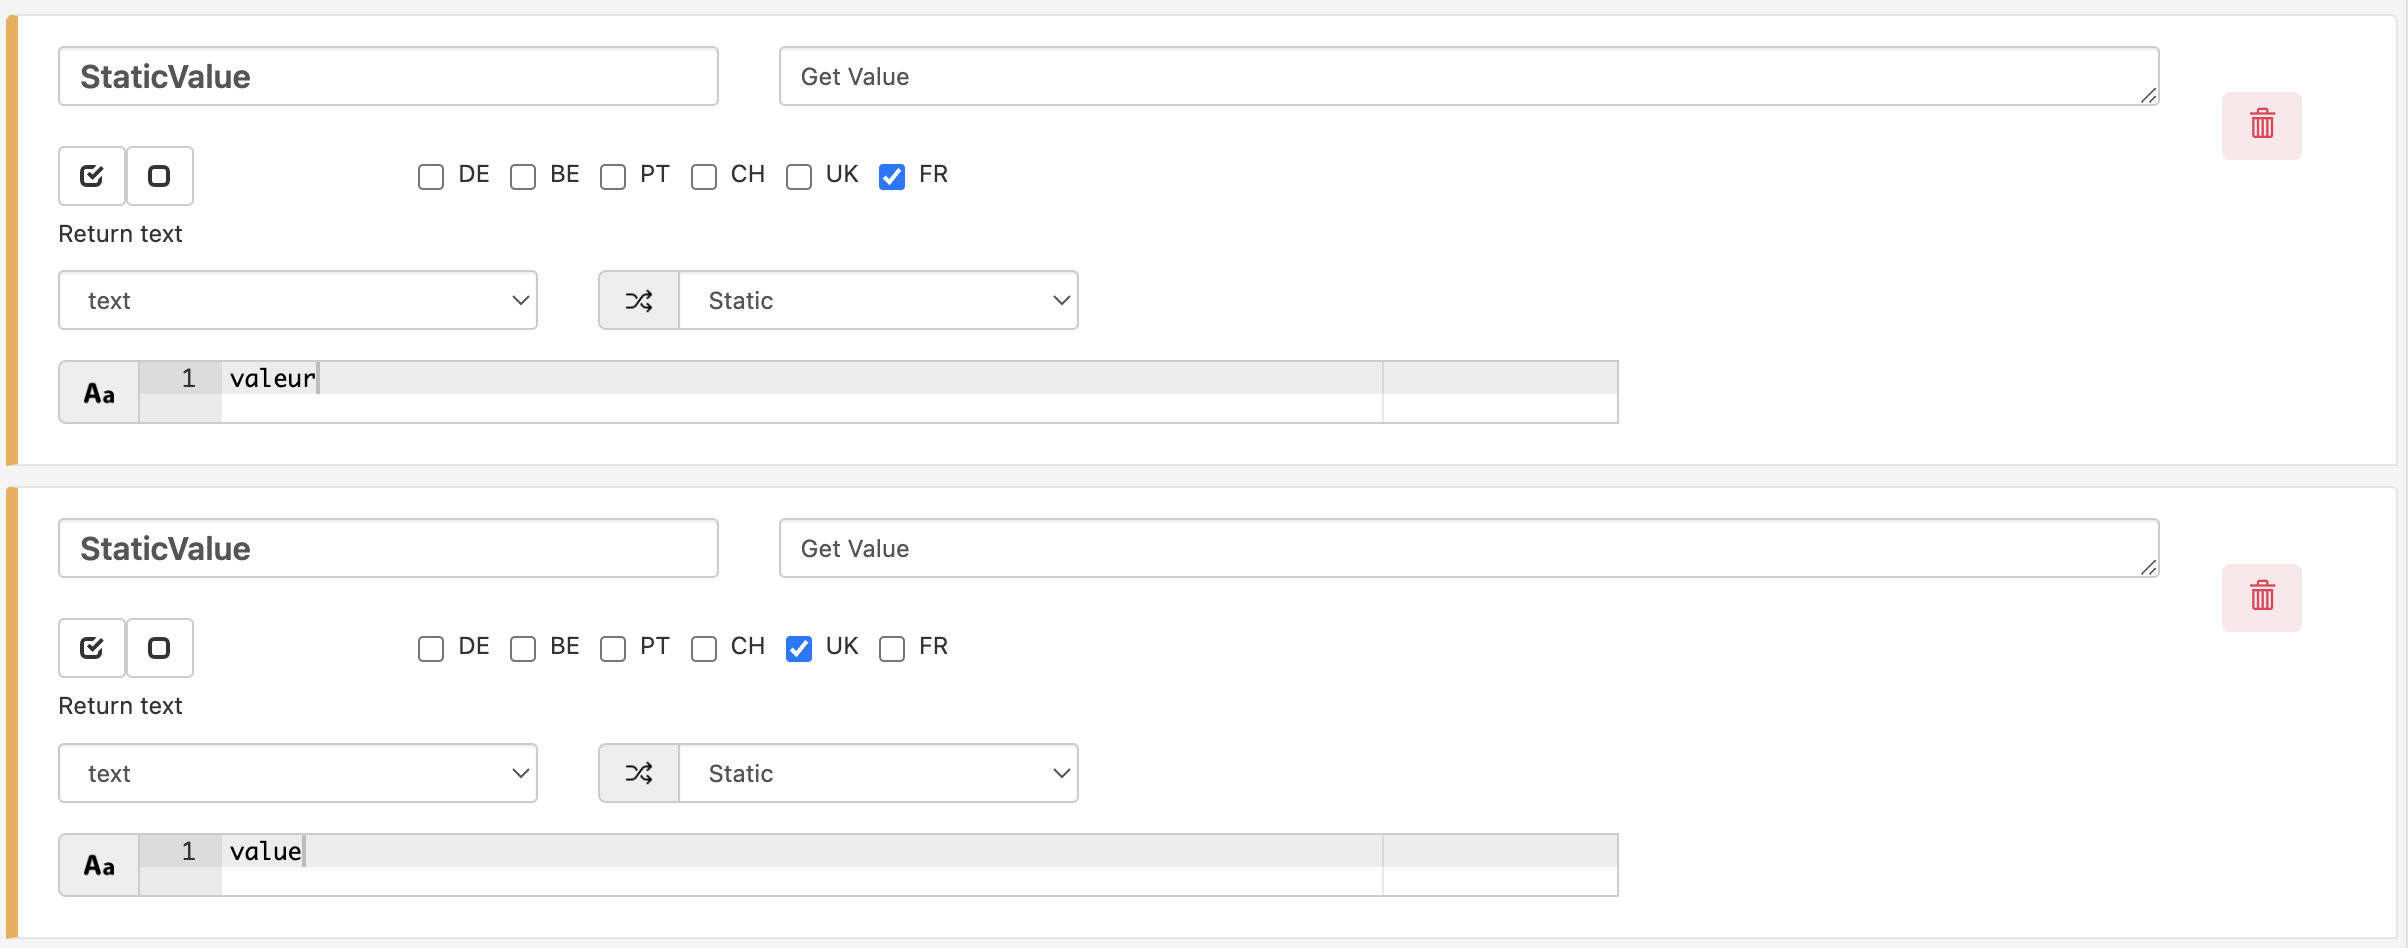 StaticValue Get Value
DE BE PT CH UK FR
Return text
text Static
Aa 1 valeur
StaticValue Get Value
DE BE PT CH UK FR
Return text
text Static
Aa 1 value